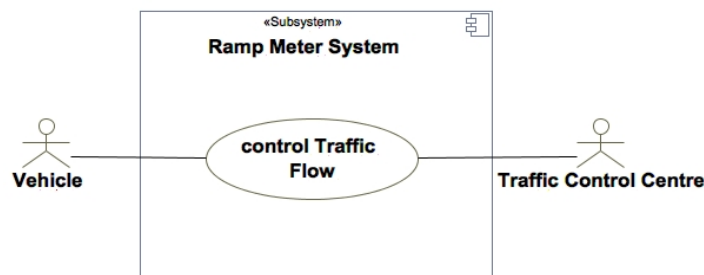 «Subsystem»
Ramp Meter System
control Traffic
Flow
Vehicle
Traffic Control Centre